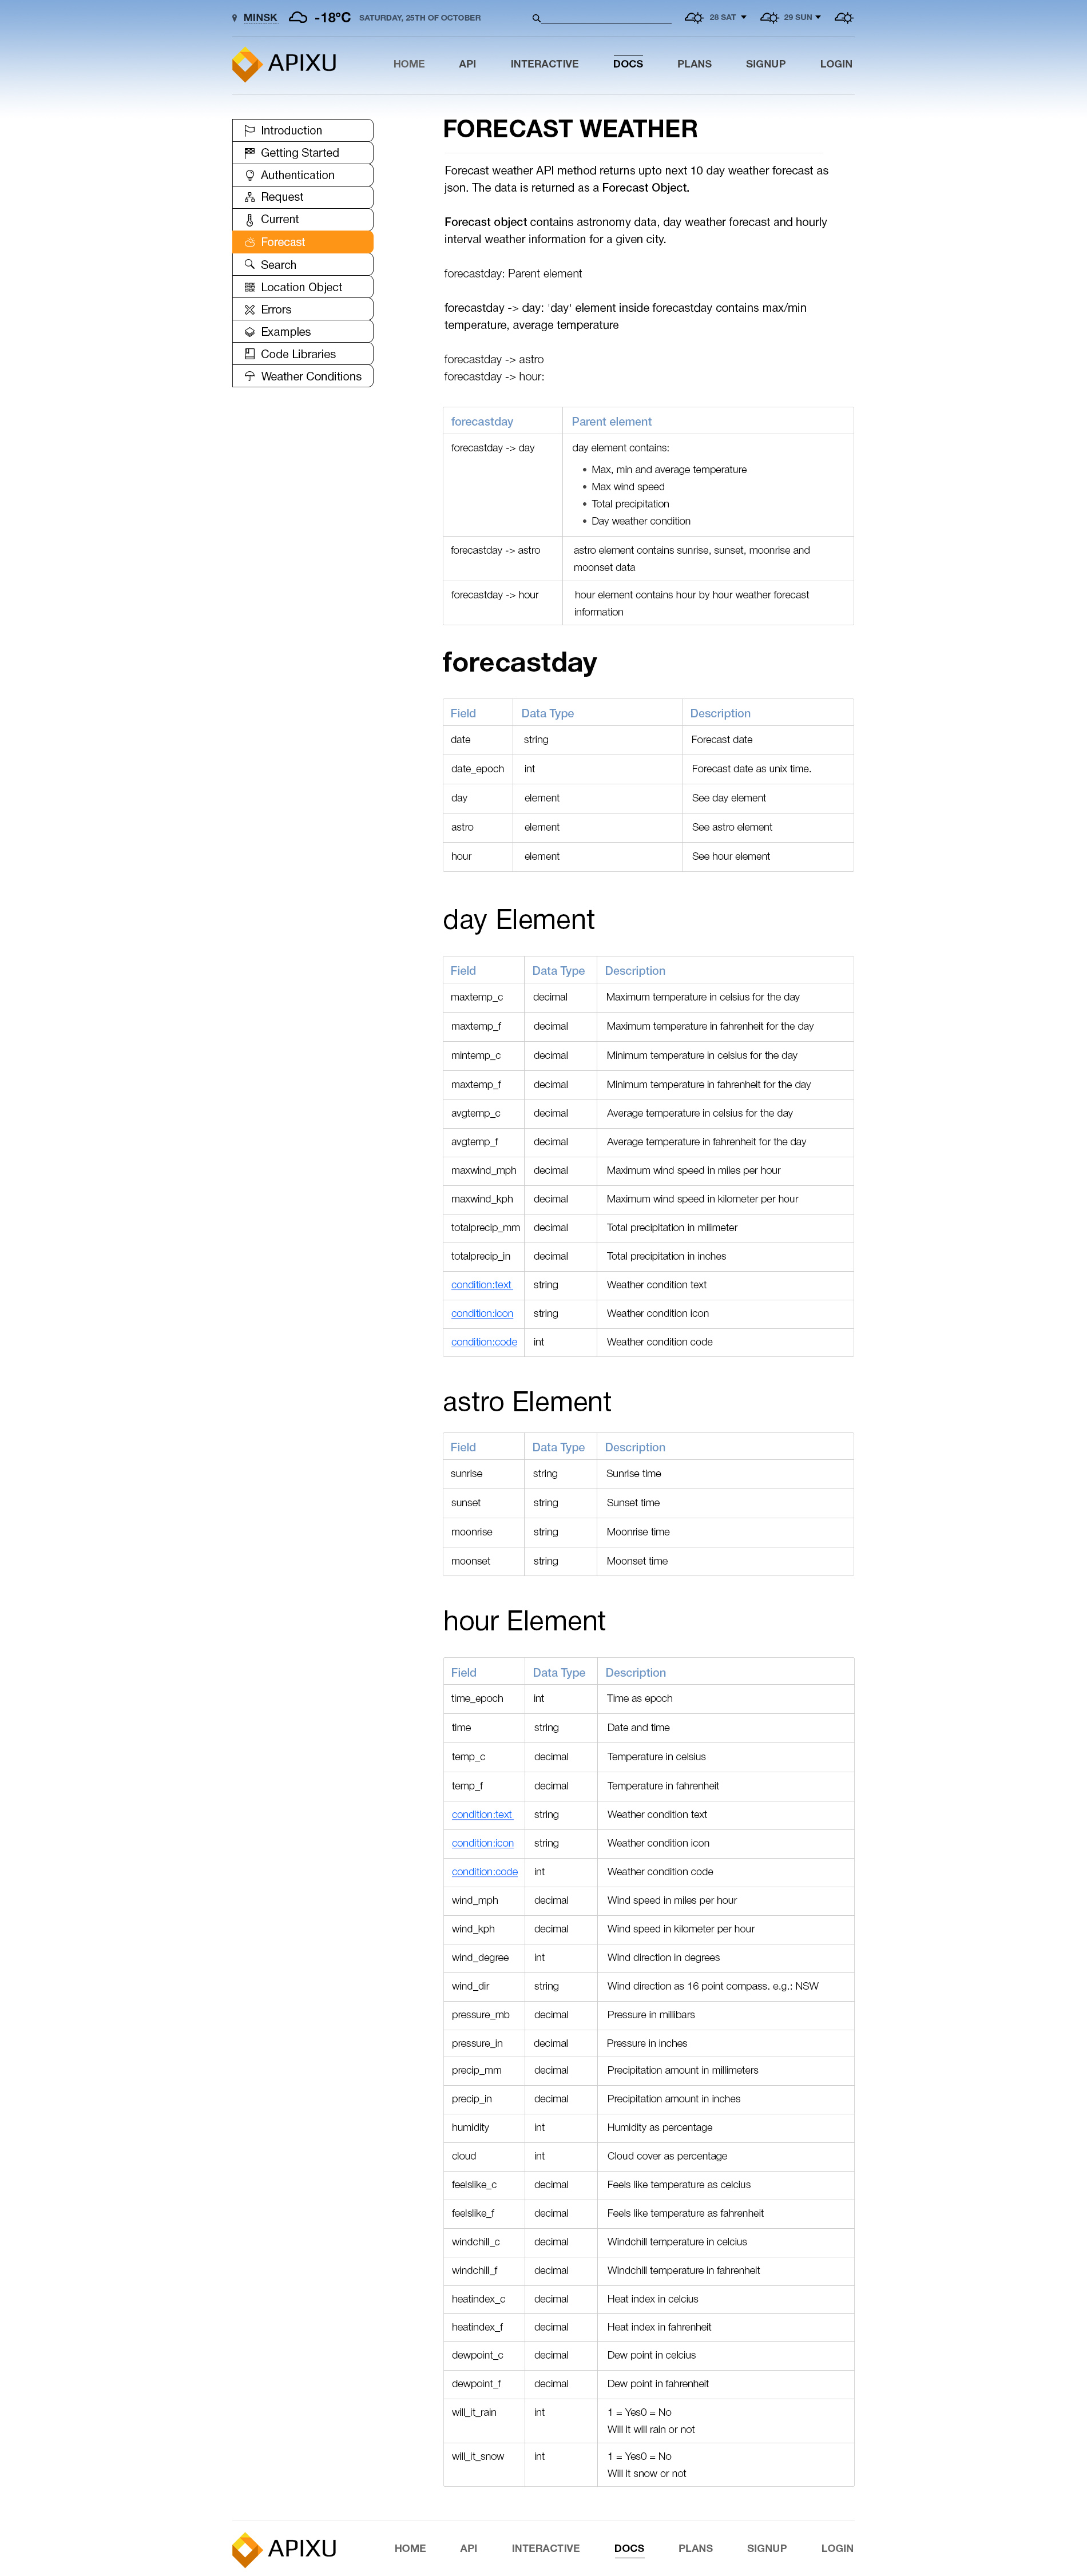 MINSK -18ºC SATURDAY, 25TH OF OCTOBER 28 SAT 29 SUN
APIXU HOME API INTERACTIVE DOCS PLANS SIGNUP LOGIN
Introduction
Getting Started
Authentication
Request
Current
Forecast
Search
Location Object
Errors
Examples
Code Libraries
Weather Conditions
FORECAST WEATHER
Forecast weather API method returns upto next 10 day weather forecast as
json. The data is returned as a Forecast Object.
Forecast object contains astronomy data, day weather forecast and hourly
interval weather information for a given city.
forecastday: Parent element
forecastday -> day: 'day' element inside forecastday contains max/min
temperature, average temperature
forecastday -> astro
forecastday -> hour:
forecastday Parent element
forecastday -> day day element contains:
• Max, min and average temperature
• Max wind speed
• Total precipitation
• Day weather condition
forecastday -> astro astro element contains sunrise, sunset, moonrise and
moonset data
forecastday -> hour hour element contains hour by hour weather forecast
information
forecastday
Field Data Type Description
date string Forecast date
date_epoch int Forecast date as unix time.
day element See day element
astro element See astro element
hour element See hour element
day Element
Field Data Type Description
maxtemp_c decimal Maximum temperature in celsius for the day
maxtemp_f decimal Maximum temperature in fahrenheit for the day
mintemp_c decimal Minimum temperature in celsius for the day
maxtemp_f decimal Minimum temperature in fahrenheit for the day
avgtemp_c decimal Average temperature in celsius for the day
avgtemp_f decimal Average temperature in fahrenheit for the day
maxwind_mph decimal Maximum wind speed in miles per hour
maxwind_kph decimal Maximum wind speed in kilometer per hour
totalprecip_mm decimal Total precipitation in milimeter
totalprecip_in decimal Total precipitation in inches
condition:text string Weather condition text
condition:icon string Weather condition icon
condition:code int Weather condition code
astro Element
Field Data Type Description
sunrise string Sunrise time
sunset string Sunset time
moonrise string Moonrise time
moonset string Moonset time
hour Element
Field Data Type Description
time_epoch int Time as epoch
time string Date and time
temp_c decimal Temperature in celsius
temp_f decimal Temperature in fahrenheit
condition:text string Weather condition text
condition:icon string Weather condition icon
condition:code int Weather condition code
wind_mph decimal Wind speed in miles per hour
wind_kph decimal Wind speed in kilometer per hour
wind_degree int Wind direction in degrees
wind_dir string Wind direction as 16 point compass. e.g.: NSW
pressure_mb decimal Pressure in millibars
pressure_in decimal Pressure in inches
precip_mm decimal Precipitation amount in millimeters
precip_in decimal Precipitation amount in inches
humidity int Humidity as percentage
cloud int Cloud cover as percentage
feelslike_c decimal Feels like temperature as celcius
feelslike_f decimal Feels like temperature as fahrenheit
windchill_c decimal Windchill temperature in celcius
windchill_f decimal Windchill temperature in fahrenheit
heatindex_c decimal Heat index in celcius
heatindex_f decimal Heat index in fahrenheit
dewpoint_c decimal Dew point in celcius
dewpoint_f decimal Dew point in fahrenheit
will_it_rain int 1 = Yes0 = No
Will it will rain or not
will_it_snow int 1 = Yes0 = No
Will it snow or not
APIXU HOME API INTERACTIVE DOCS PLANS SIGNUP LOGIN